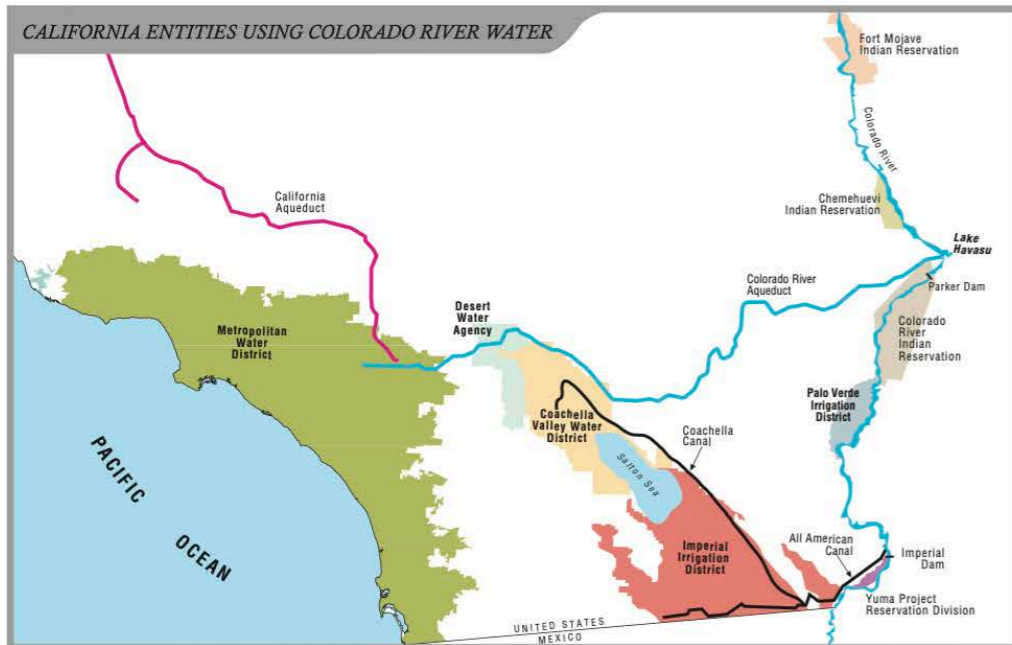 CALIFORNIA ENTITIES USING COLORADO RIVER WATER
Fort Mojave
Indian Reservation
Colorado River
California
Aqueduct
Chemehuevi
Indian Reservation
Lake
Havasu
Colorado River
Aqueduct
Parker Dam
Desert
Water
Agency
Metropolitan
Water
District
Colorado
River
Indian
Reservation
Palo Verde
Irrigation
District
Coachella
Valley Water
District
Coachella
Canal
Salton Sea
PACIFIC
OCEAN
Imperial
Irrigation
District
All American
Canal
Imperial
Dam
Yuma Project
Reservation Division
UNITED STATES
MEXICO